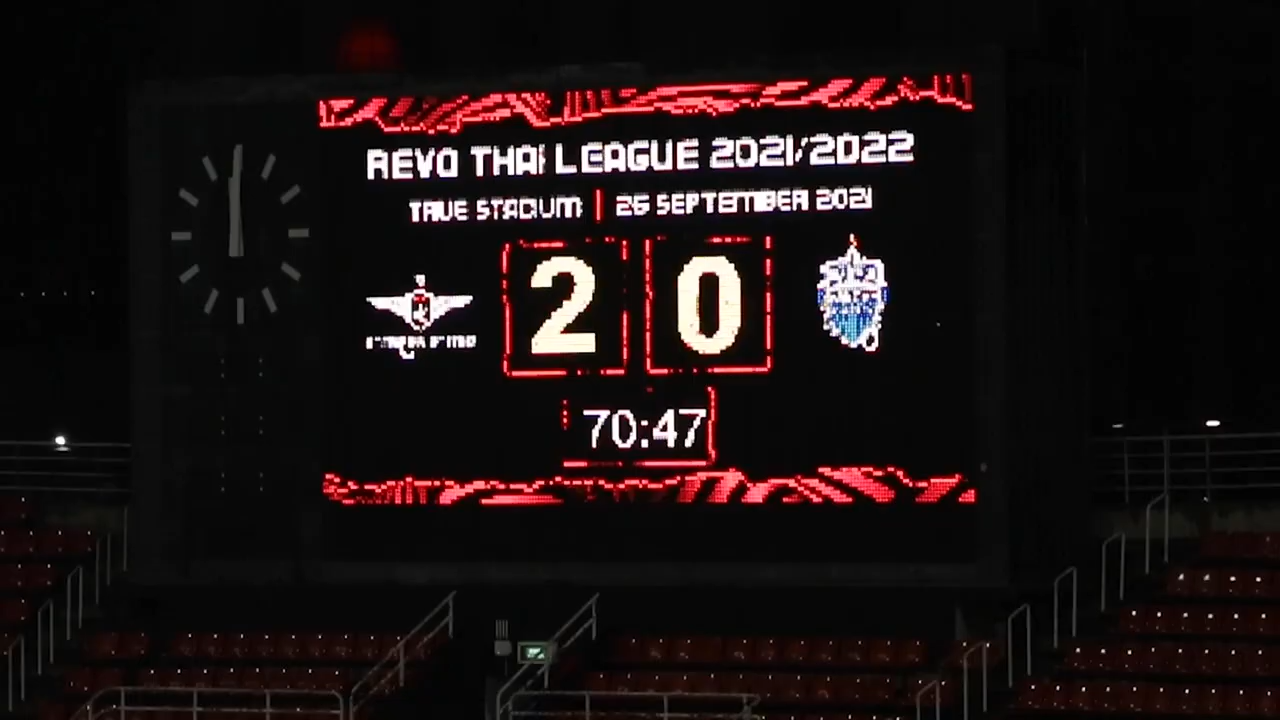 REVO THAI LEAGUE 2021/2022
TRUE STADIUM | 26 SEPTEMBER 2021
2 0
70:47